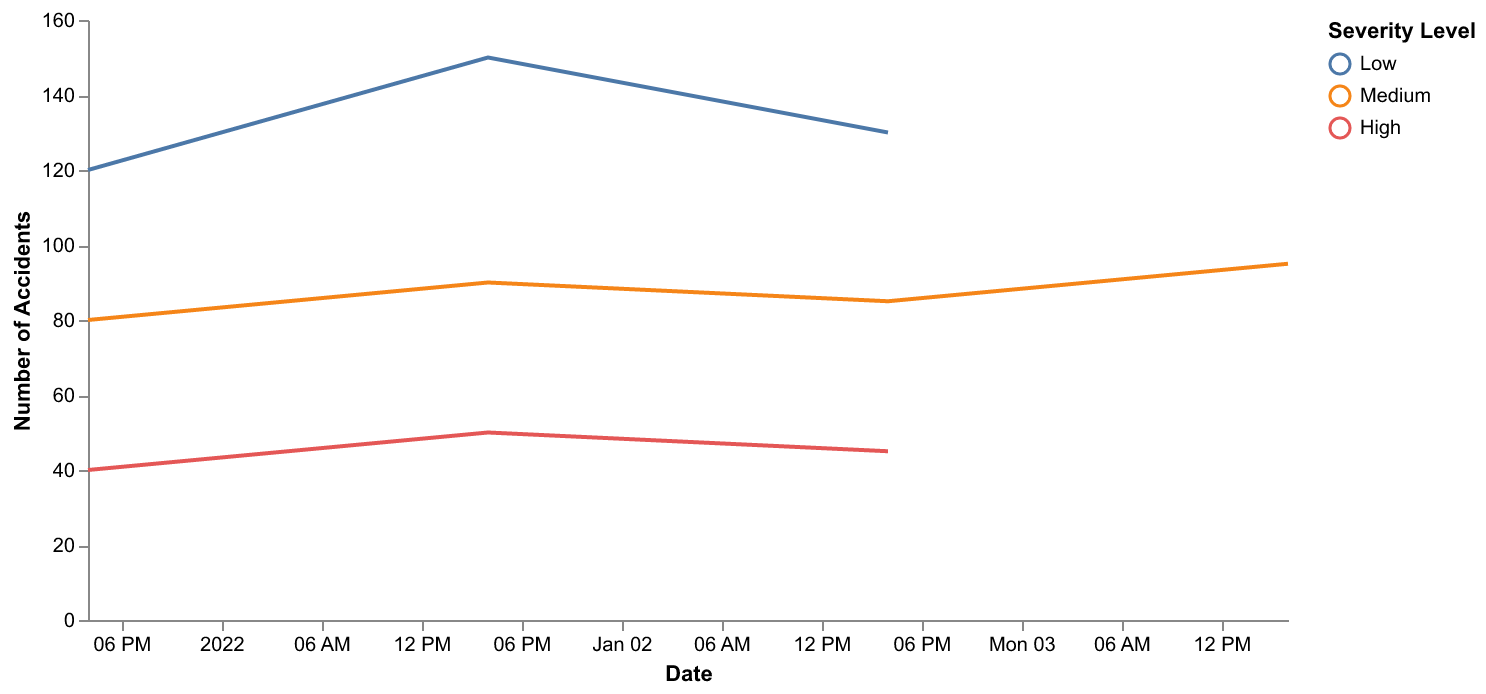 Number of Accidents
160
140
120
100
80
60
40
20
0
06 PM
2022
06 AM
12 PM
06 PM
Jan 02
06 AM
12 PM
06 PM
Mon 03
06 AM
12 PM
Date
Severity Level
Low
Medium
High